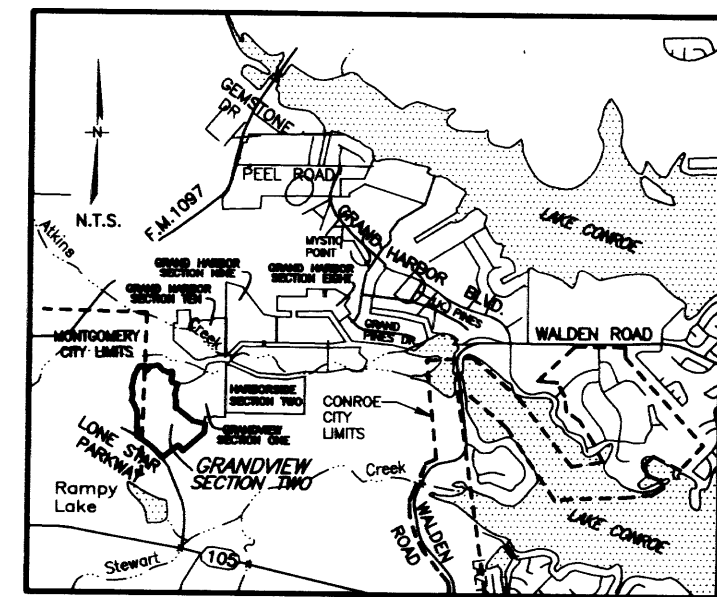 GEMSTONE
DR
PEEL ROAD
N
N.T.S.
F.M.1097
Atkins
Creek
MYSTIC
POINT
GRAND HARBOR BLVD.
LAKE CONROE
GRAND HARBOR
SECTION NINE
GRAND HARBOR
SECTION EIGHT
GRAND HARBOR
SECTION TEN
PINES
GRAND
PINES DR.
WALDEN ROAD
MONTGOMERY
CITY LIMITS
HARBORSIDE
SECTION TWO
CONROE
CITY
LIMITS
GRANDVIEW
SECTION ONE
LONE STAR
PARKWAY
GRANDVIEW
SECTION TWO
Creek
Rampy
Lake
WALDEN
ROAD
LAKE CONROE
Stewart
105